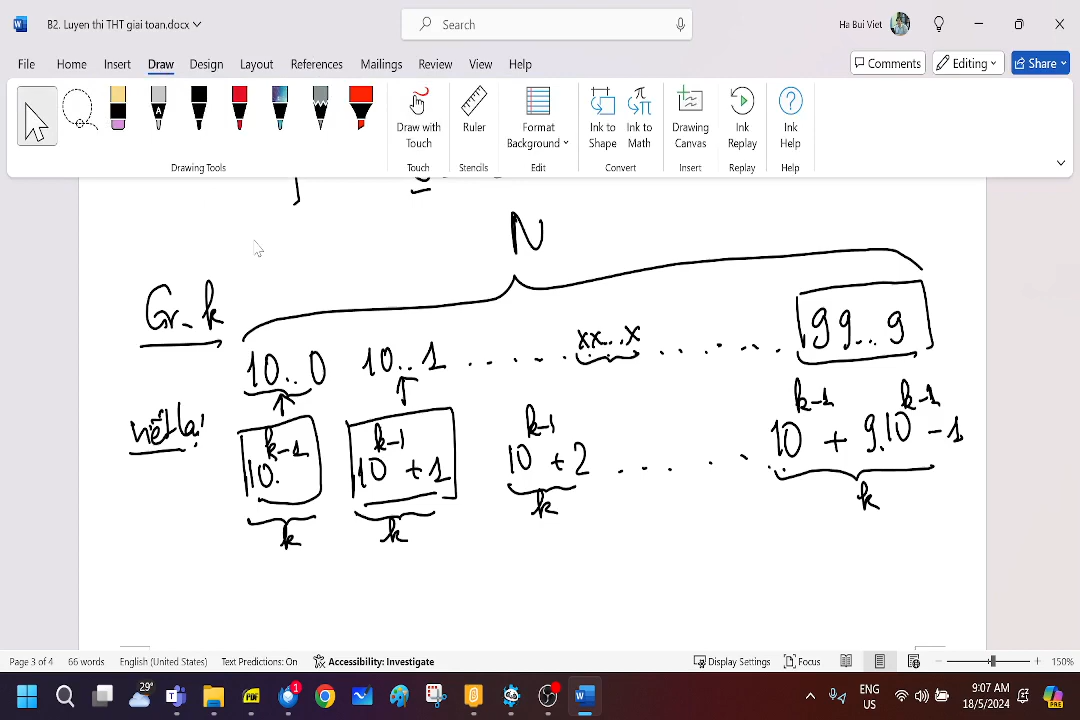 B2. Luyen thi THT giai toan.docx
Search
Ha Bui Viet
File Home Insert Draw Design Layout References Mailings Review View Help
Comments Editing Share
Draw with Touch
Ruler
Format Background
Ink to Shape
Ink to Math
Drawing Canvas
Ink Replay
Ink Help
Drawing Tools Touch Stencils Edit Convert Insert Replay Help
N
Gr_k
10..0 10..1 ..... xx...x ...... 99...9
viết lại
10^{k-1} 10^{k-1}+1 10^{k-1}+2 ...... 10^{k-1}+9.10^{k-1}-1
k k k k
Page 3 of 4 66 words English (United States) Text Predictions: On Accessibility: Investigate Display Settings Focus 150%
29° 1 ENG US 9:07 AM 18/5/2024 PRE